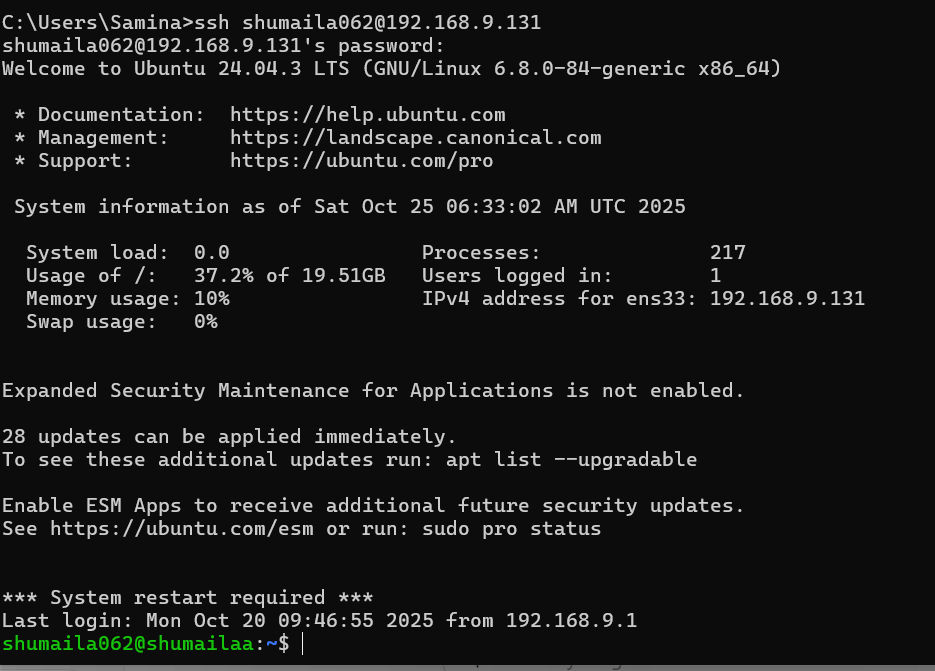 C:\Users\Samina>ssh shumaila062@192.168.9.131
shumaila062@192.168.9.131's password:
Welcome to Ubuntu 24.04.3 LTS (GNU/Linux 6.8.0-84-generic x86_64)
* Documentation: https://help.ubuntu.com
* Management: https://landscape.canonical.com
* Support: https://ubuntu.com/pro
System information as of Sat Oct 25 06:33:02 AM UTC 2025
System load: 0.0 Processes: 217
Usage of /: 37.2% of 19.51GB Users logged in: 1
Memory usage: 10% IPv4 address for ens33: 192.168.9.131
Swap usage: 0%
Expanded Security Maintenance for Applications is not enabled.
28 updates can be applied immediately.
To see these additional updates run: apt list --upgradable
Enable ESM Apps to receive additional future security updates.
See https://ubuntu.com/esm or run: sudo pro status
*** System restart required ***
Last login: Mon Oct 20 09:46:55 2025 from 192.168.9.1
shumaila062@shumailaa:~$